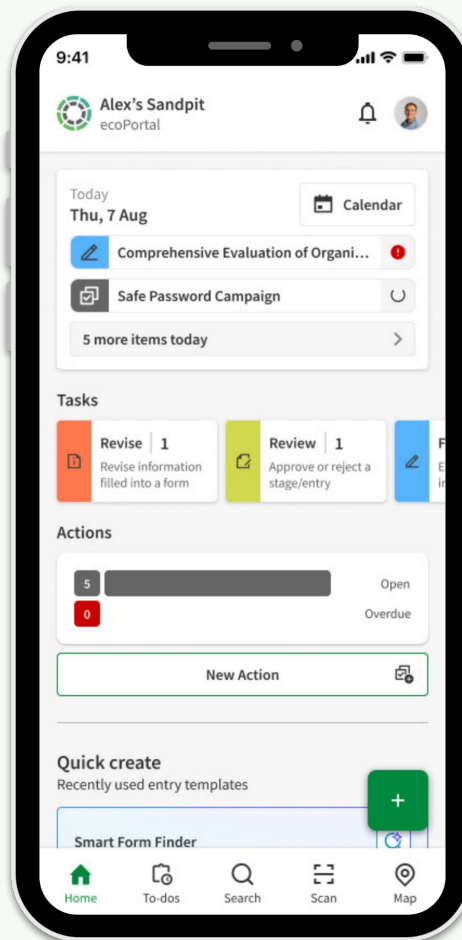 9:41
Alex's Sandpit
ecoPortal
Today
Thu, 7 Aug
Calendar
Comprehensive Evaluation of Organi...
Safe Password Campaign
5 more items today
Tasks
Revise | 1
Revise information
filled into a form
Review | 1
Approve or reject a
stage/entry
F
E
in
Actions
5
Open
0
Overdue
New Action
Quick create
Recently used entry templates
+
Smart Form Finder
Home
To-dos
Search
Scan
Map